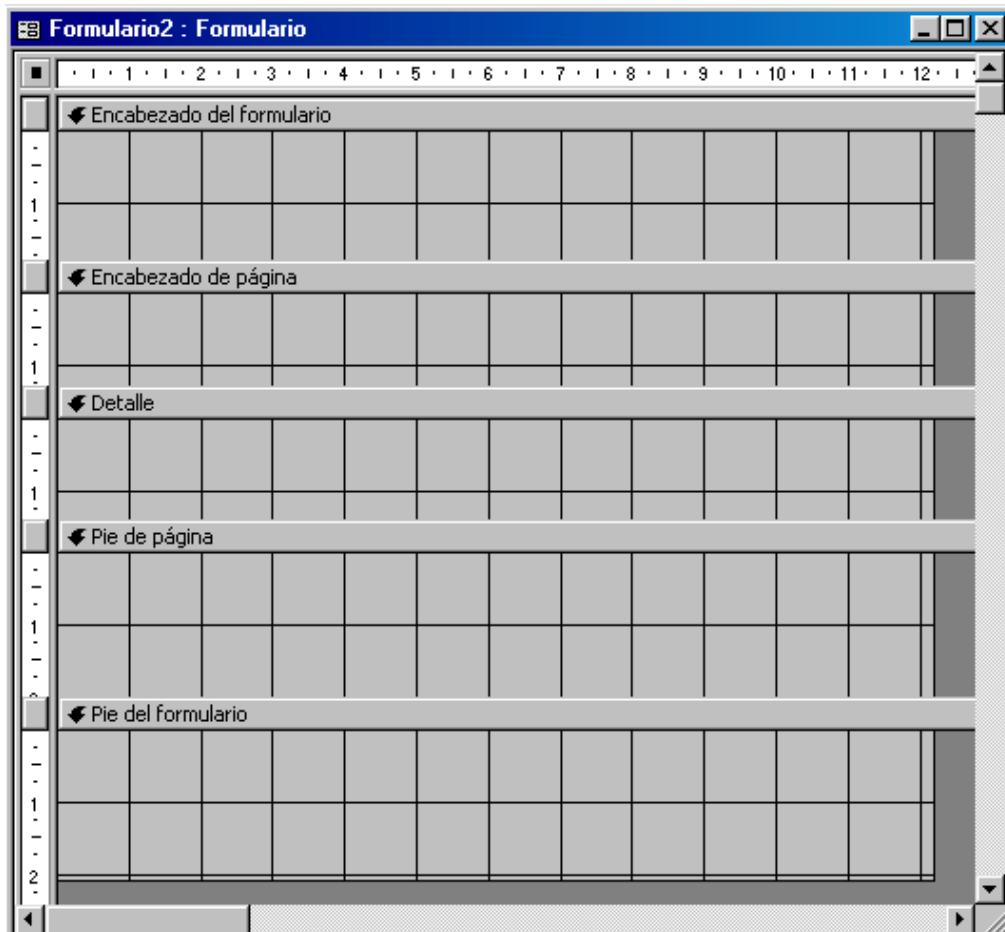 Formulario2 : Formulario
1 2 3 4 5 6 7 8 9 10 11 12
Encabezado del formulario
1
Encabezado de página
1
Detalle
1
Pie de página
1
Pie del formulario
1
2